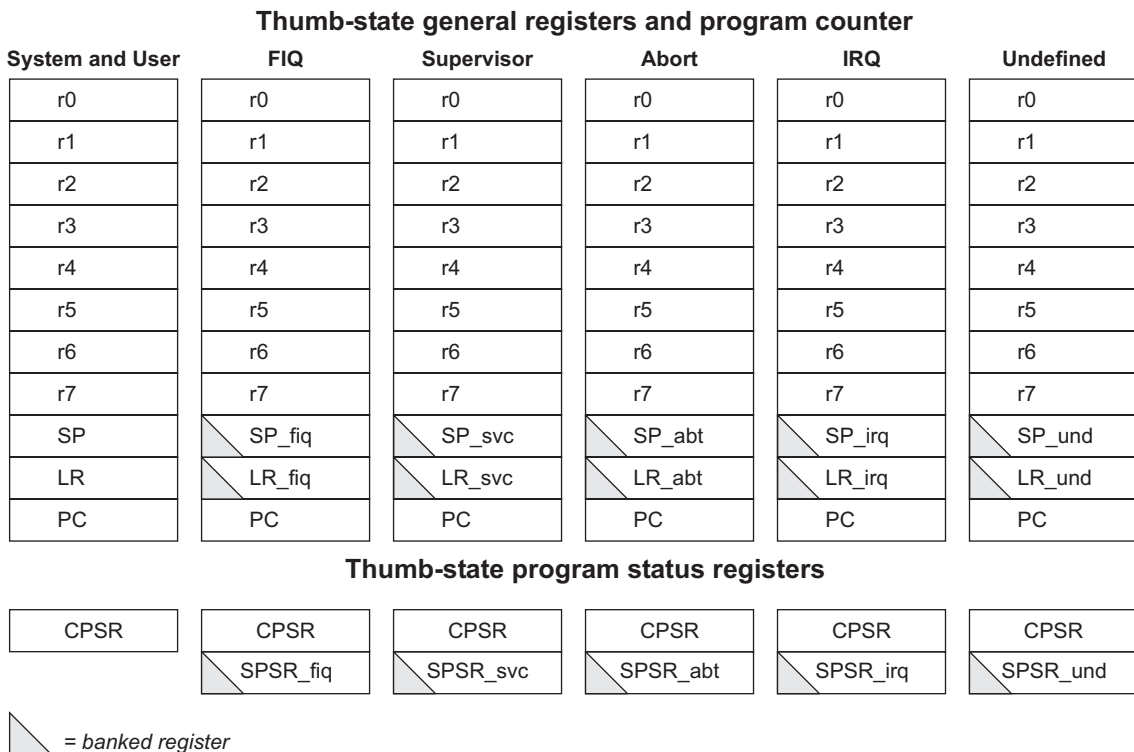 Thumb-state general registers and program counter
System and User FIQ Supervisor Abort IRQ Undefined
r0 r0 r0 r0 r0 r0
r1 r1 r1 r1 r1 r1
r2 r2 r2 r2 r2 r2
r3 r3 r3 r3 r3 r3
r4 r4 r4 r4 r4 r4
r5 r5 r5 r5 r5 r5
r6 r6 r6 r6 r6 r6
r7 r7 r7 r7 r7 r7
SP SP_fiq SP_svc SP_abt SP_irq SP_und
LR LR_fiq LR_svc LR_abt LR_irq LR_und
PC PC PC PC PC PC
Thumb-state program status registers
CPSR CPSR CPSR CPSR CPSR CPSR
SPSR_fiq SPSR_svc SPSR_abt SPSR_irq SPSR_und
= banked register